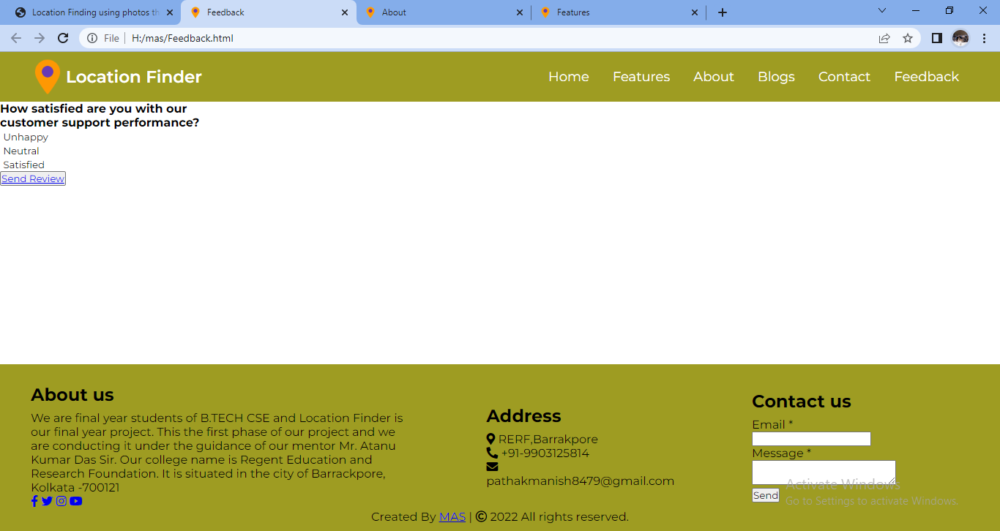 Location Finding using photos th
Feedback
About
Features
File
H:/mas/Feedback.html
Location Finder
Home
Features
About
Blogs
Contact
Feedback
How satisfied are you with our
customer support performance?
Unhappy
Neutral
Satisfied
Send Review
About us
We are final year students of B.TECH CSE and Location Finder is
our final year project. This the first phase of our project and we
are conducting it under the guidance of our mentor Mr. Atanu
Kumar Das Sir. Our college name is Regent Education and
Research Foundation. It is situated in the city of Barrackpore,
Kolkata -700121
Address
RERF,Barrakpore
+91-9903125814
pathakmanish8479@gmail.com
Contact us
Email *
Message *
Send
Activate Windows
Go to Settings to activate Windows.
Created By MAS | © 2022 All rights reserved.